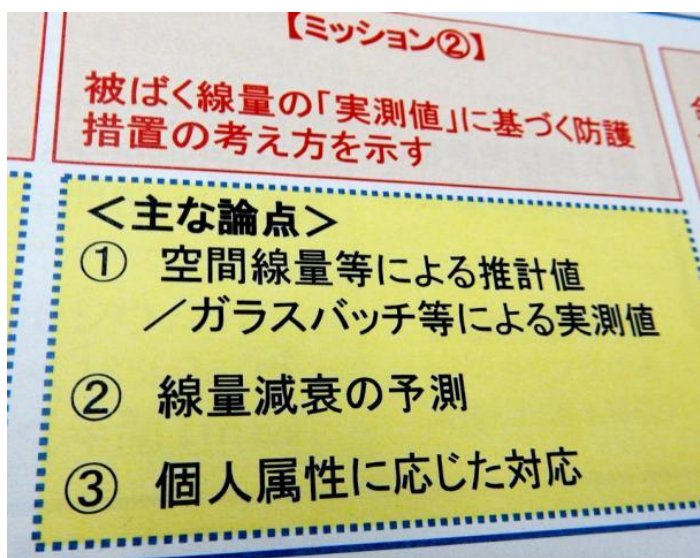 【ミッション②】
被ばく線量の「実測値」に基づく防護
措置の考え方を示す
＜主な論点＞
① 空間線量等による推計値
／ガラスバッチ等による実測値
② 線量減衰の予測
③ 個人属性に応じた対応